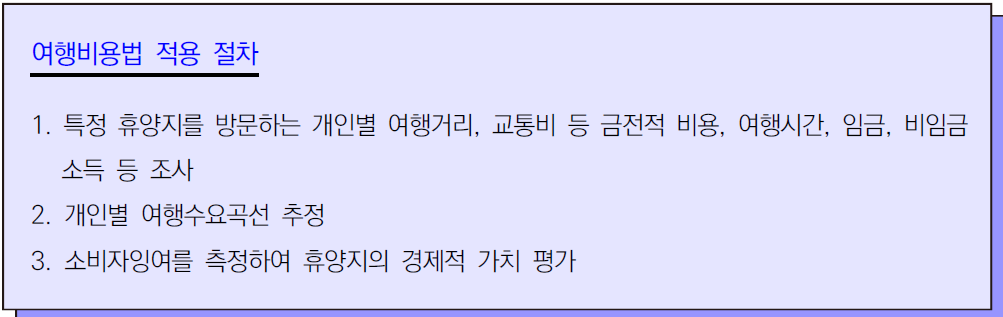 여행비용법 적용 절차
1. 특정 휴양지를 방문하는 개인별 여행거리, 교통비 등 금전적 비용, 여행시간, 임금, 비임금
소득 등 조사
2. 개인별 여행수요곡선 추정
3. 소비자잉여를 측정하여 휴양지의 경제적 가치 평가